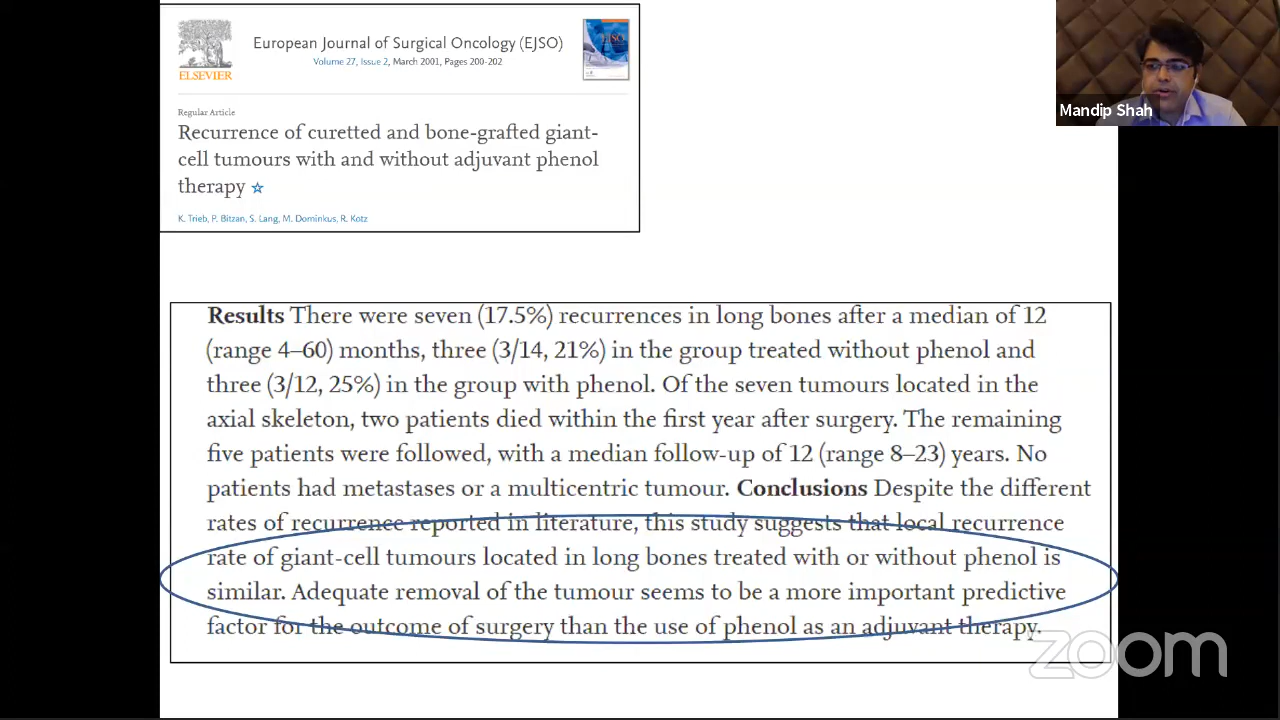 ELSEVIER
European Journal of Surgical Oncology (EJSO)
Volume 27, Issue 2, March 2001, Pages 200-202
EJSO
Regular Article
Recurrence of curetted and bone-grafted giant-
cell tumours with and without adjuvant phenol
therapy ☆
K. Trieb, P. Bitzan, S. Lang, M. Dominkus, R. Kotz
Mandip Shah
Results There were seven (17.5%) recurrences in long bones after a median of 12
(range 4–60) months, three (3/14, 21%) in the group treated without phenol and
three (3/12, 25%) in the group with phenol. Of the seven tumours located in the
axial skeleton, two patients died within the first year after surgery. The remaining
five patients were followed, with a median follow-up of 12 (range 8–23) years. No
patients had metastases or a multicentric tumour. Conclusions Despite the different
rates of recurrence reported in literature, this study suggests that local recurrence
rate of giant-cell tumours located in long bones treated with or without phenol is
similar. Adequate removal of the tumour seems to be a more important predictive
factor for the outcome of surgery than the use of phenol as an adjuvant therapy.
zoom